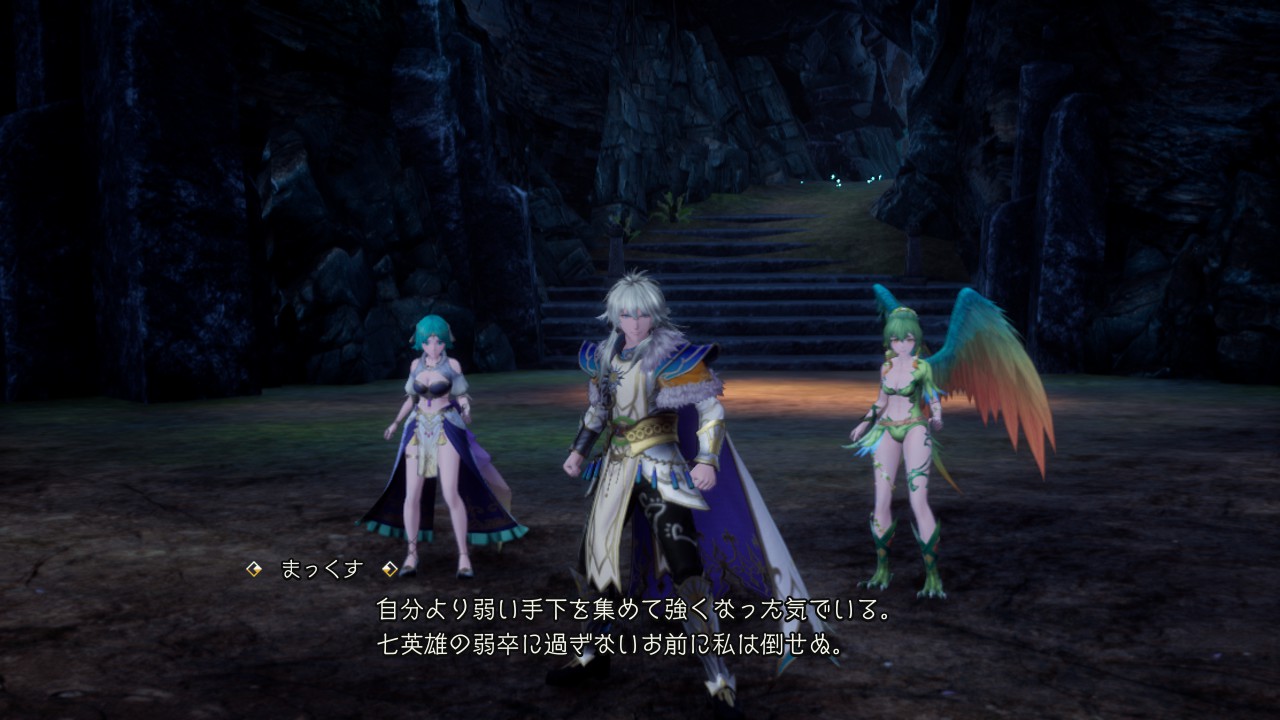 まっくす
自分より弱い手下を集めて強くなった気でいる。
七英雄の弱卒に過ぎないお前に私は倒せぬ。